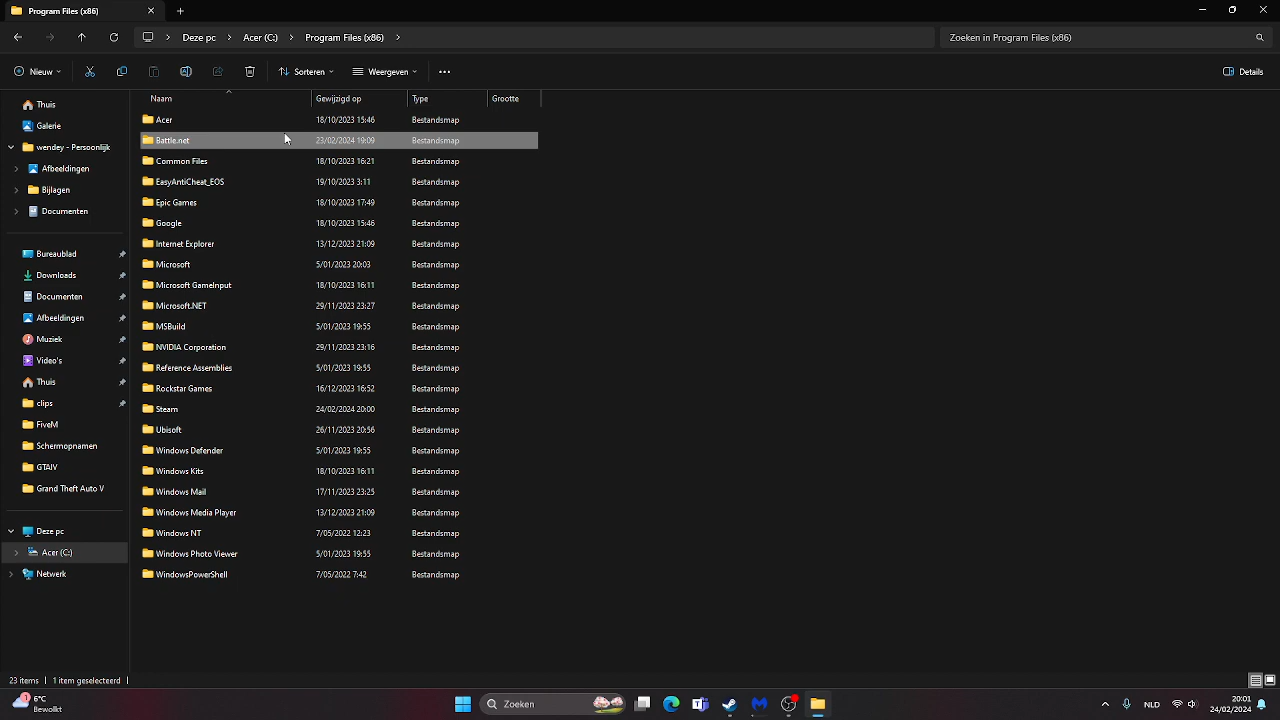 Program Files (x86)
Deze pc > Acer (C:) > Program Files (x86) >
Zoeken in Program Files (x86)
Nieuw
Sorteren
Weergeven
Details
Naam Gewijzigd op Type Grootte
Thuis
Galerie
wendey - Persoonlijk
Afbeeldingen
Bijlagen
Documenten
Bureaublad
Downloads
Documenten
Afbeeldingen
Muziek
Video's
Thuis
clips
FiveM
Schermopnamen
GTAIV
Grand Theft Auto V
Deze pc
Acer (C:)
Netwerk
Acer 18/10/2023 15:46 Bestandsmap
Battle.net 23/02/2024 19:09 Bestandsmap
Common Files 18/10/2023 16:21 Bestandsmap
EasyAntiCheat_EOS 19/10/2023 3:11 Bestandsmap
Epic Games 18/10/2023 17:49 Bestandsmap
Google 18/10/2023 15:46 Bestandsmap
Internet Explorer 13/12/2023 21:09 Bestandsmap
Microsoft 5/01/2023 20:03 Bestandsmap
Microsoft GameInput 18/10/2023 16:11 Bestandsmap
Microsoft.NET 29/11/2023 23:27 Bestandsmap
MSBuild 5/01/2023 19:55 Bestandsmap
NVIDIA Corporation 29/11/2023 23:16 Bestandsmap
Reference Assemblies 5/01/2023 19:55 Bestandsmap
Rockstar Games 16/12/2023 16:52 Bestandsmap
Steam 24/02/2024 20:00 Bestandsmap
Ubisoft 26/11/2023 20:56 Bestandsmap
Windows Defender 5/01/2023 19:55 Bestandsmap
Windows Kits 18/10/2023 16:11 Bestandsmap
Windows Mail 17/11/2023 23:25 Bestandsmap
Windows Media Player 13/12/2023 21:09 Bestandsmap
Windows NT 7/05/2022 12:23 Bestandsmap
Windows Photo Viewer 5/01/2023 19:55 Bestandsmap
WindowsPowerShell 7/05/2022 7:42 Bestandsmap
23 items 1 item geselecteerd
1
6°C
Bewolkt
Zoeken
NLD
20:01
24/02/2024